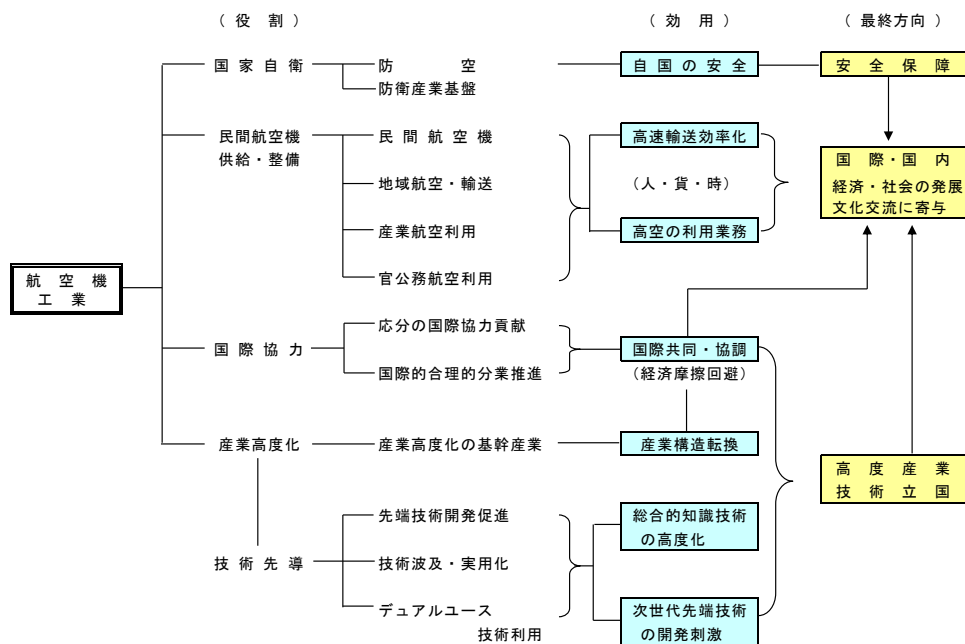 （ 役 割 ）
（ 効 用 ）
（ 最終方向 ）
国 家 自 衛
防 空
自 国 の 安 全
安 全 保 障
防衛産業基盤
民間航空機
供給・整備
民 間 航 空 機
高速輸送効率化
地域航空・輸送
（人・貨・時）
国 際・国 内
経済・社会の発展
文化交流に寄与
産業航空利用
高空の利用業務
官公務航空利用
航 空 機
工 業
国 際 協 力
応分の国際協力貢献
国際共同・協調
国際的合理的分業推進
（経済摩擦回避）
産業高度化
産業高度化の基幹産業
産業構造転換
高 度 産 業
技 術 立 国
技 術 先 導
先端技術開発促進
総合的知識技術
の高度化
技術波及・実用化
デュアルユース
技術利用
次世代先端技術
の開発刺激